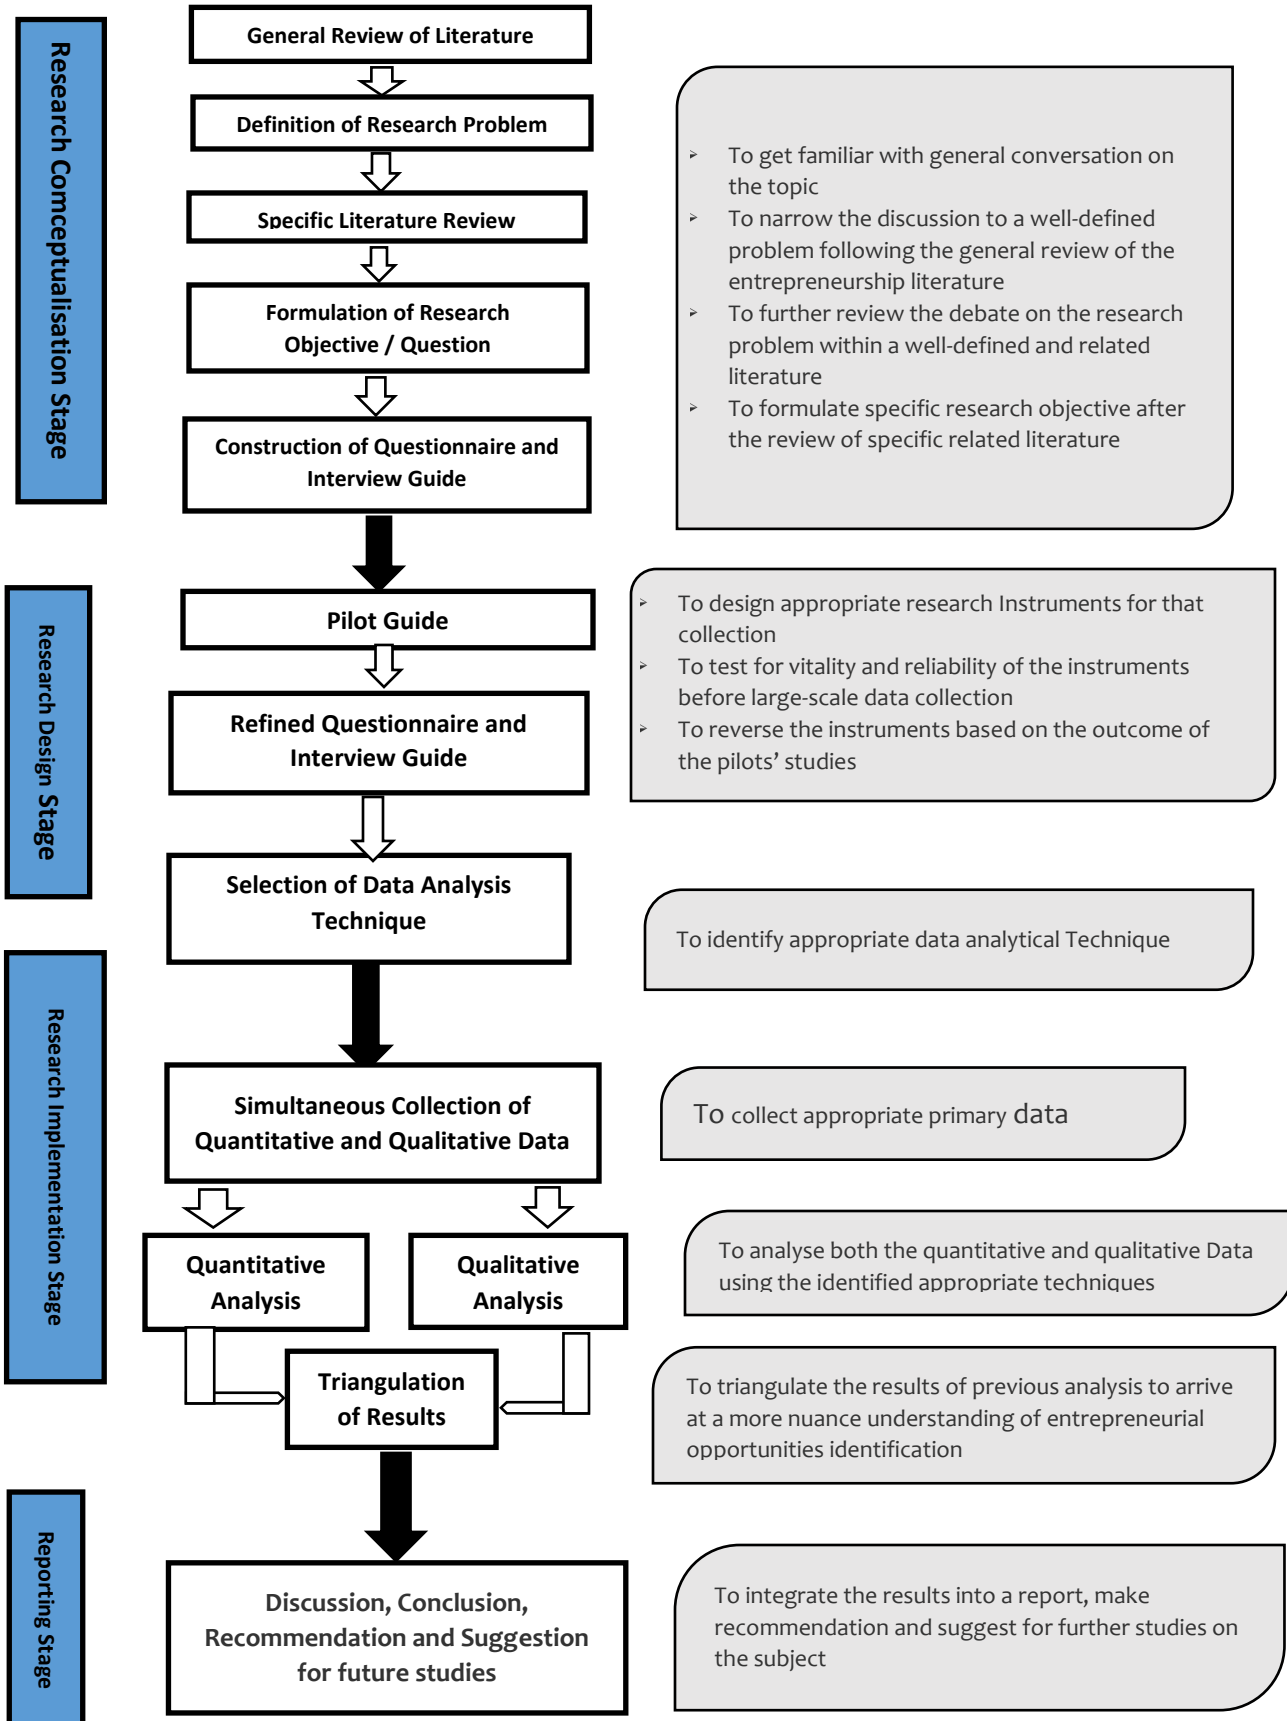 Research Comceptualisation Stage
General Review of Literature
Definition of Research Problem
Specific Literature Review
Formulation of Research
Objective / Question
Construction of Questionnaire and
Interview Guide
To get familiar with general conversation on
the topic
To narrow the discussion to a well-defined
problem following the general review of the
entrepreneurship literature
To further review the debate on the research
problem within a well-defined and related
literature
To formulate specific research objective after
the review of specific related literature
Research Design Stage
Pilot Guide
Refined Questionnaire and
Interview Guide
Selection of Data Analysis
Technique
To design appropriate research Instruments for that
collection
To test for vitality and reliability of the instruments
before large-scale data collection
To reverse the instruments based on the outcome of
the pilots’ studies
To identify appropriate data analytical Technique
Research Implementation Stage
Simultaneous Collection of
Quantitative and Qualitative Data
To collect appropriate primary data
Quantitative
Analysis
Qualitative
Analysis
To analyse both the quantitative and qualitative Data
using the identified appropriate techniques
Triangulation
of Results
To triangulate the results of previous analysis to arrive
at a more nuance understanding of entrepreneurial
opportunities identification
Reporting Stage
Discussion, Conclusion,
Recommendation and Suggestion
for future studies
To integrate the results into a report, make
recommendation and suggest for further studies on
the subject